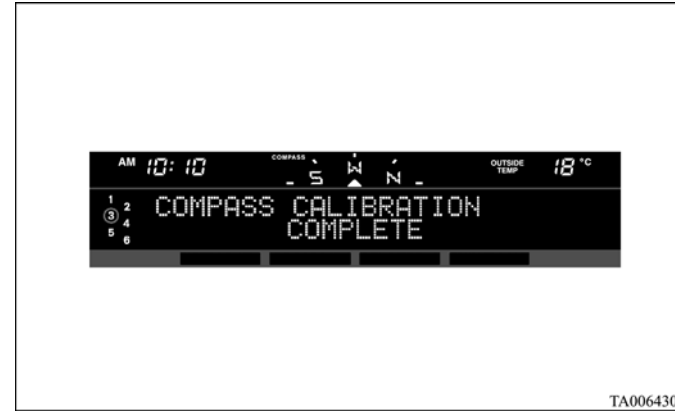 AM 10:10 COMPASS S W N OUTSIDE TEMP 18 °C
1 2 3 4 5 6
COMPASS CALIBRATION
COMPLETE
TA006430